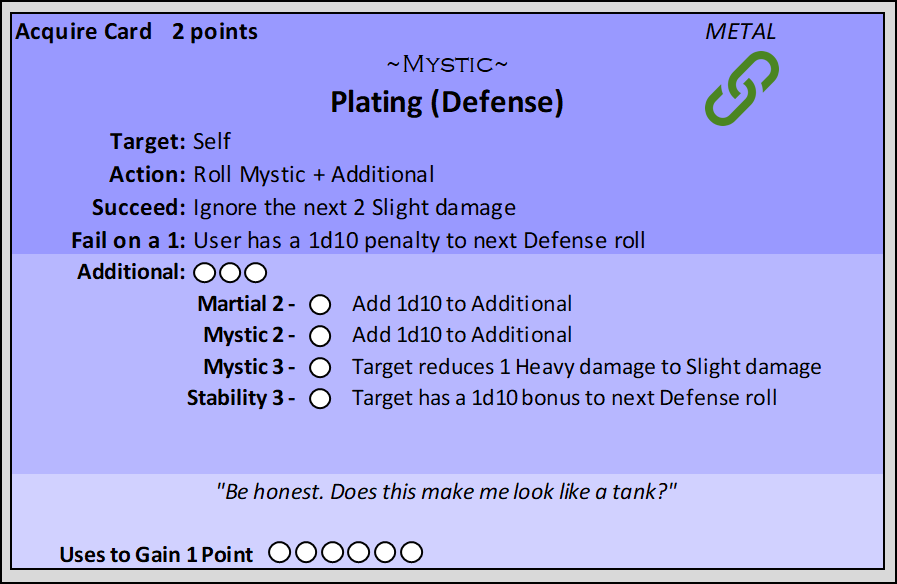 Acquire Card 2 points METAL
~Mystic~
Plating (Defense)
Target: Self
Action: Roll Mystic + Additional
Succeed: Ignore the next 2 Slight damage
Fail on a 1: User has a 1d10 penalty to next Defense roll
Additional:
Martial 2 - Add 1d10 to Additional
Mystic 2 - Add 1d10 to Additional
Mystic 3 - Target reduces 1 Heavy damage to Slight damage
Stability 3 - Target has a 1d10 bonus to next Defense roll
"Be honest. Does this make me look like a tank?"
Uses to Gain 1 Point